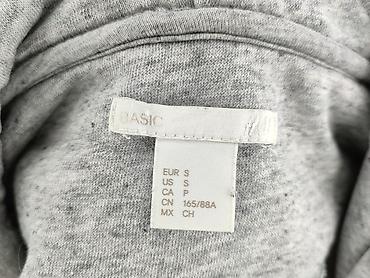 BASIC
EUR S
US S
CA P
CN 165/88A
MX CH